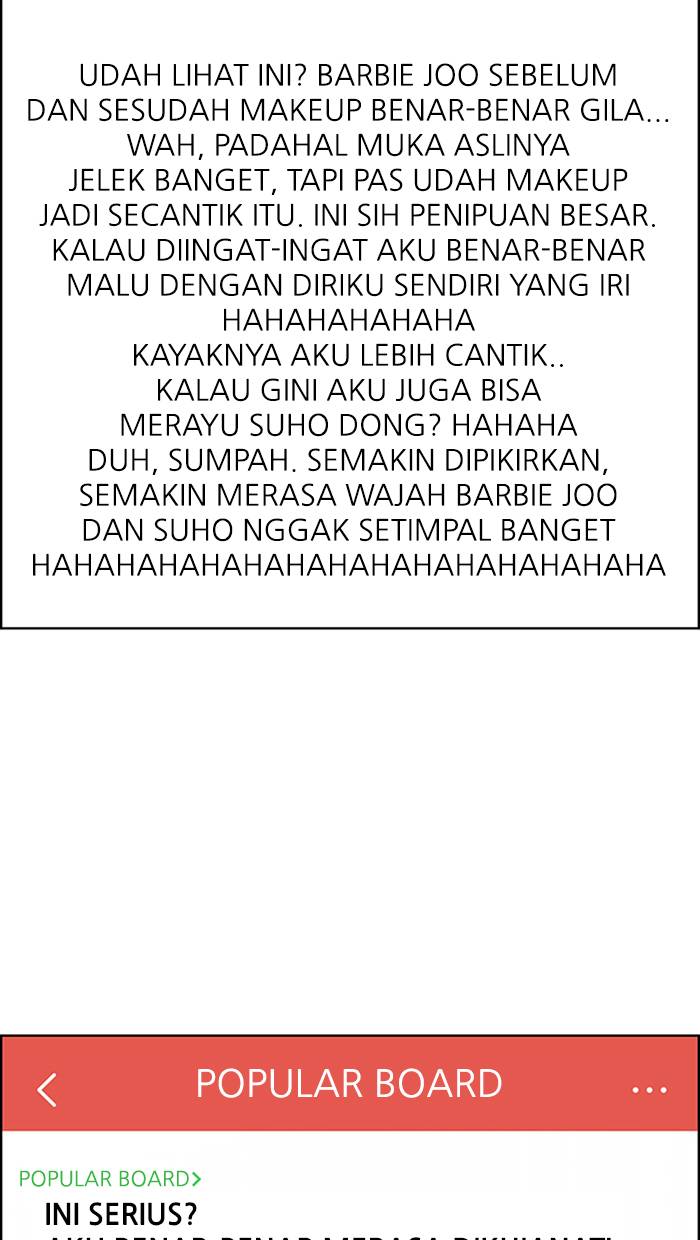 UDAH LIHAT INI? BARBIE JOO SEBELUM
DAN SESUDAH MAKEUP BENAR-BENAR GILA...
WAH, PADAHAL MUKA ASLINYA
JELEK BANGET, TAPI PAS UDAH MAKEUP
JADI SECANTIK ITU. INI SIH PENIPUAN BESAR.
KALAU DIINGAT-INGAT AKU BENAR-BENAR
MALU DENGAN DIRIKU SENDIRI YANG IRI
HAHAHAHAHAHA
KAYAKNYA AKU LEBIH CANTIK..
KALAU GINI AKU JUGA BISA
MERAYU SUHO DONG? HAHAHA
DUH, SUMPAH. SEMAKIN DIPIKIRKAN,
SEMAKIN MERASA WAJAH BARBIE JOO
DAN SUHO NGGAK SETIMPAL BANGET
HAHAHAHAHAHAHAHAHAHAHAHAHAHAHA
POPULAR BOARD
POPULAR BOARD>
INI SERIUS?